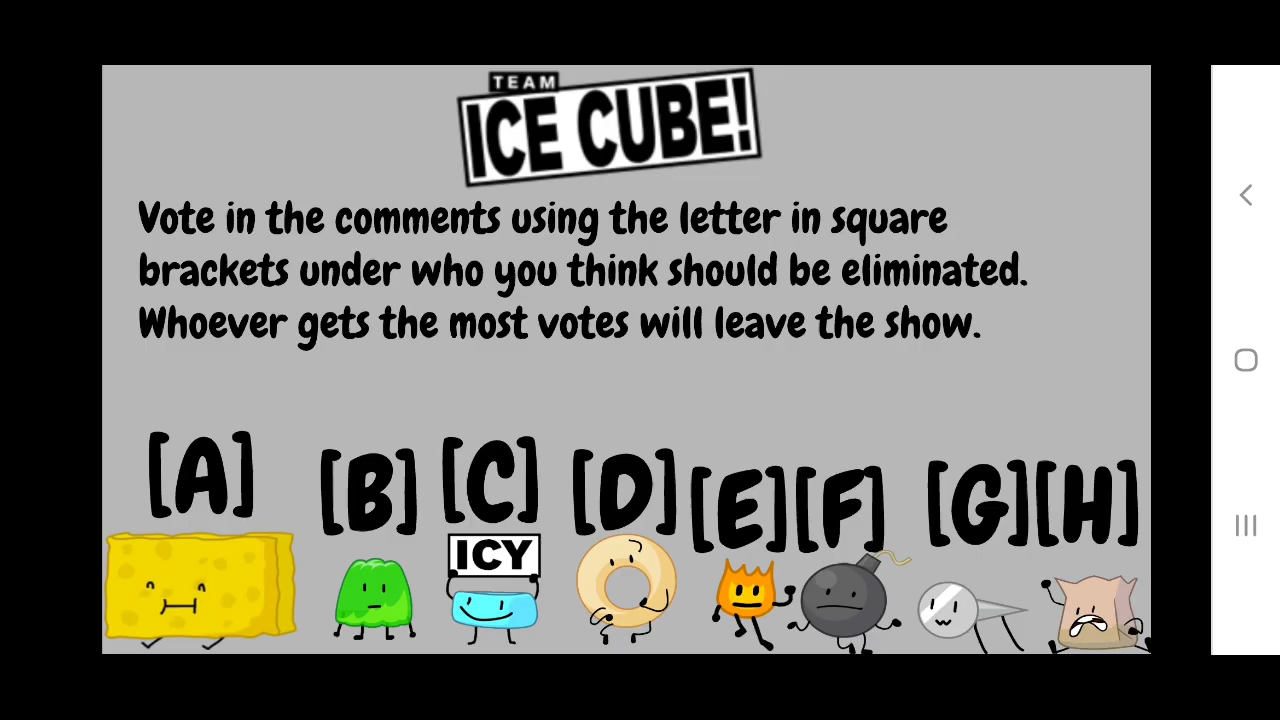 TEAM
ICE CUBE!
Vote in the comments using the letter in square
brackets under who you think should be eliminated.
Whoever gets the most votes will leave the show.
[A] [B] [C] [D] [E] [F] [G] [H]
ICY